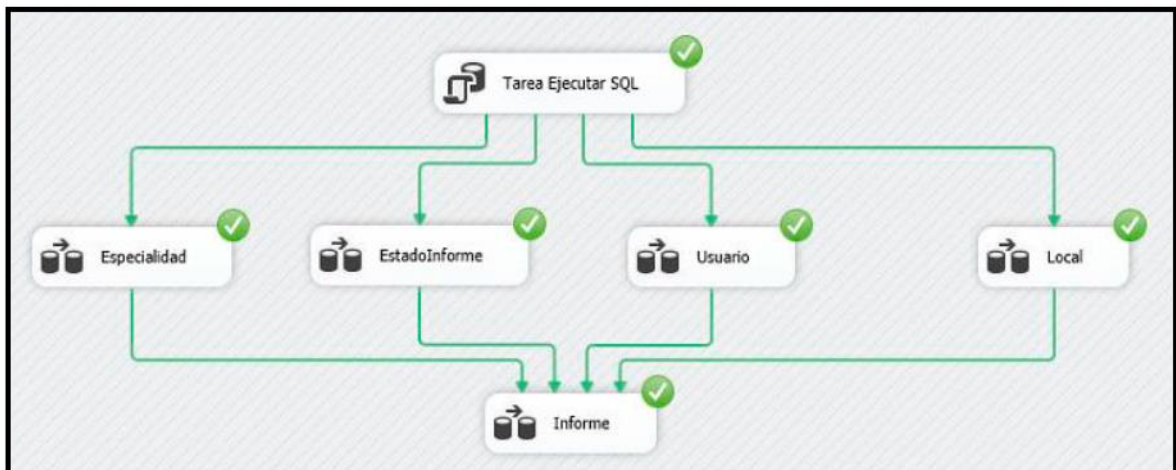 Tarea Ejecutar SQL
Especialidad
EstadoInforme
Usuario
Local
Informe